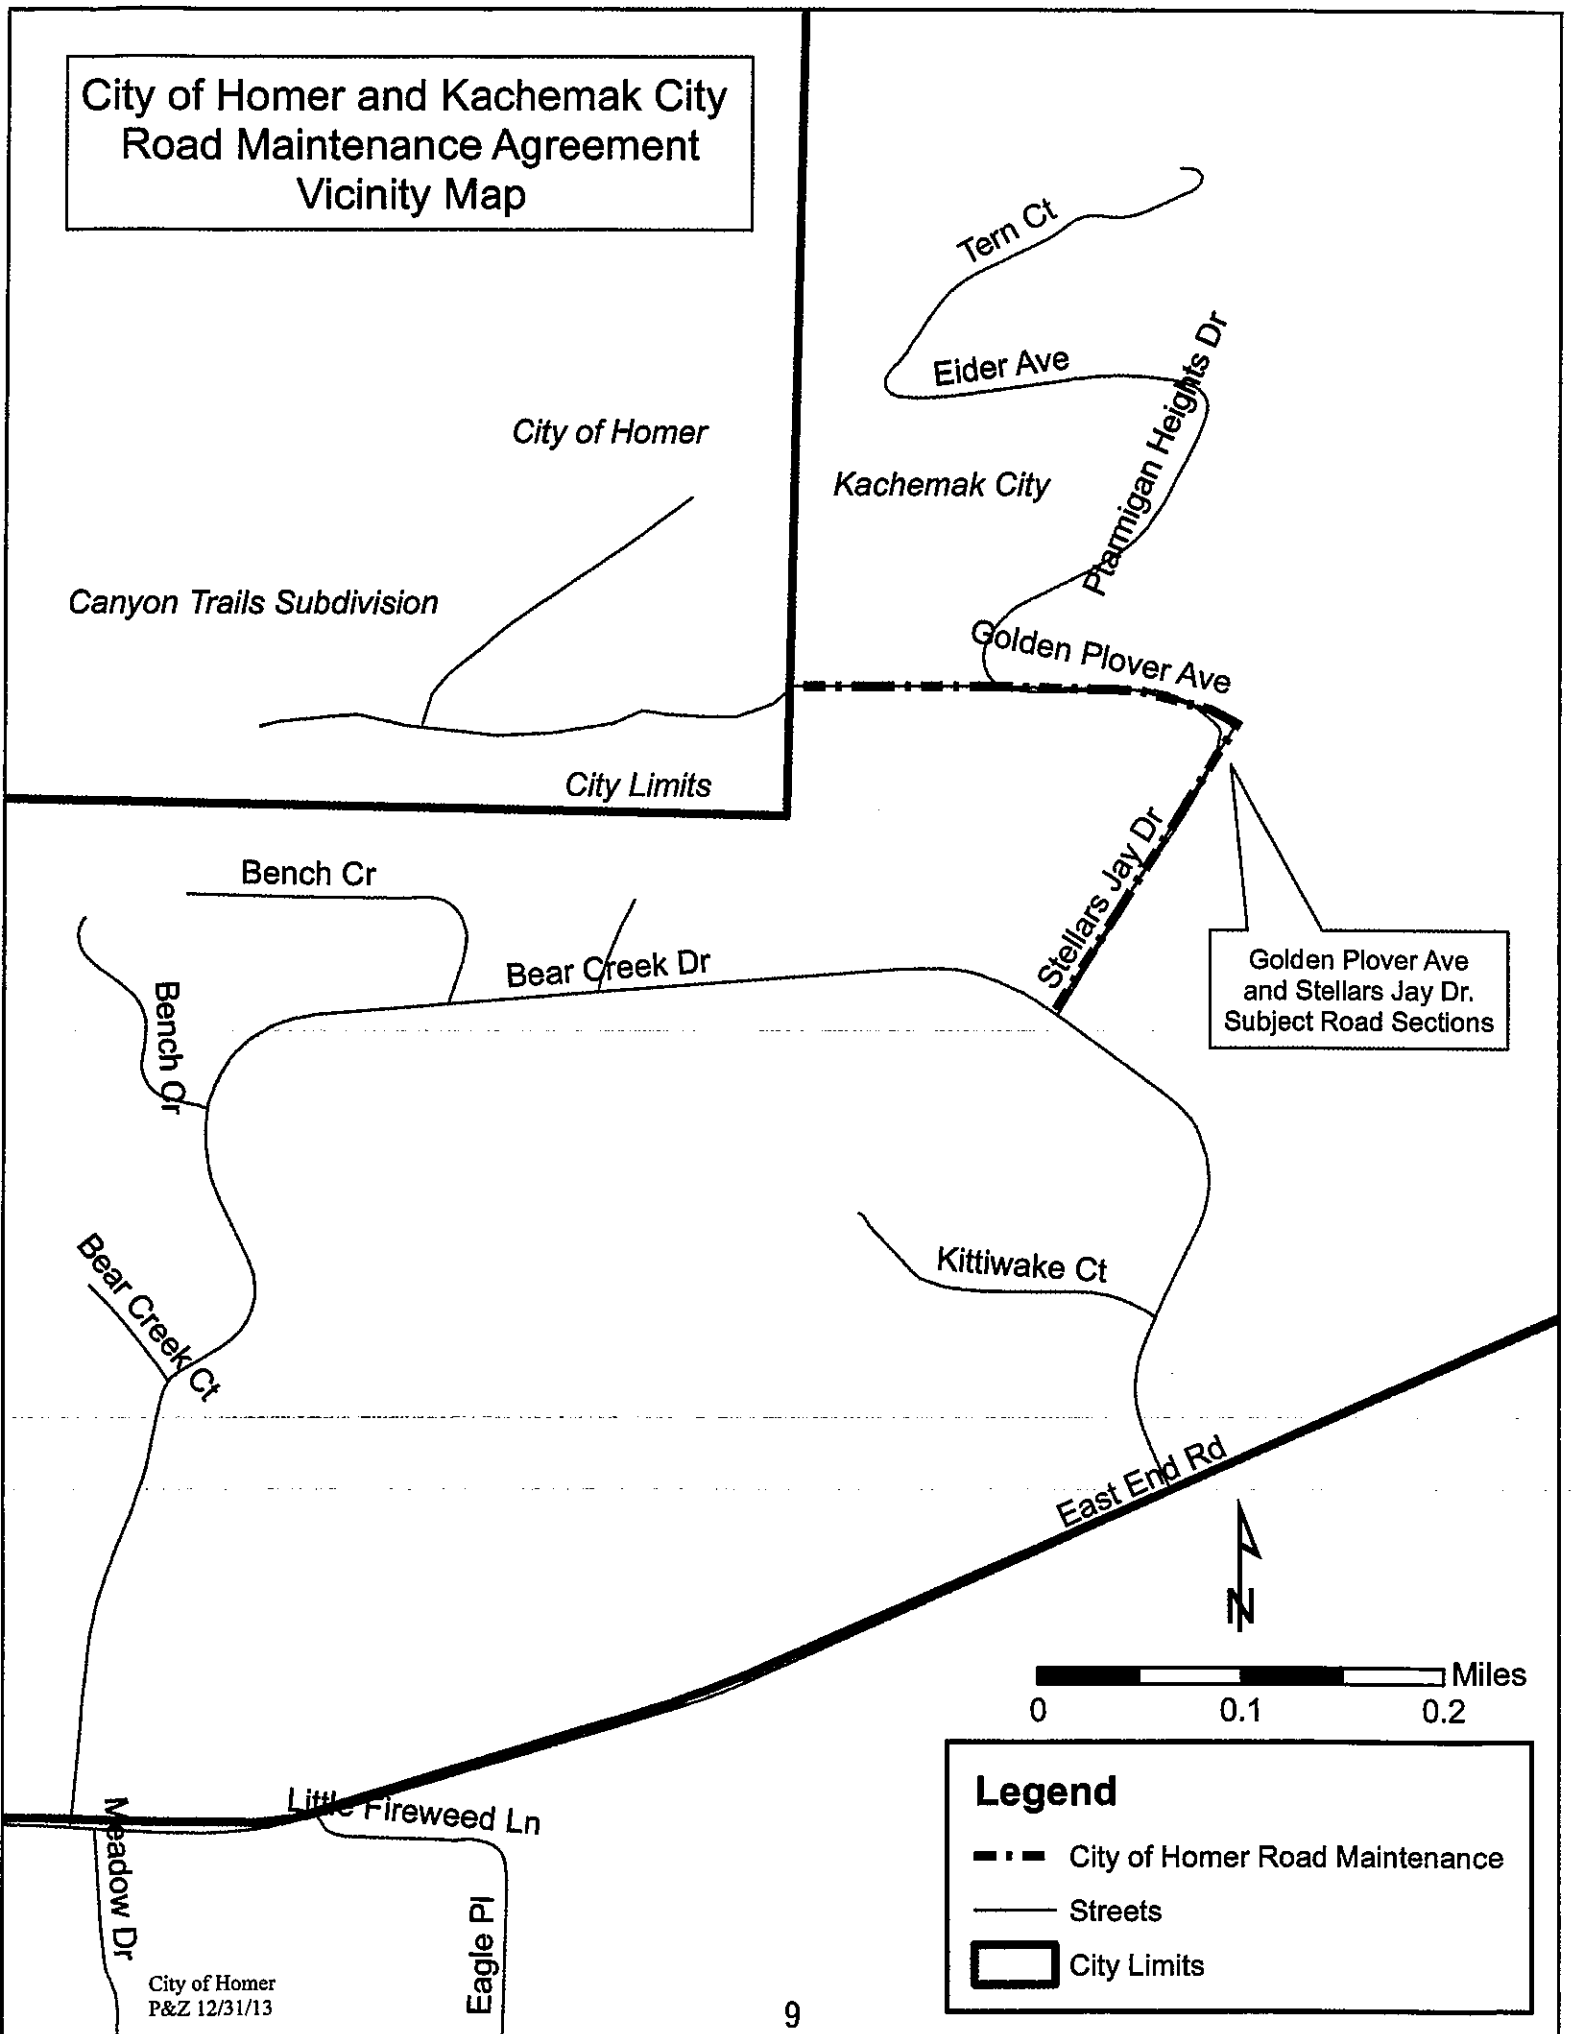 City of Homer and Kachemak City
Road Maintenance Agreement
Vicinity Map
Tern Ct
Eider Ave
Ptarmigan Heights Dr
City of Homer
Kachemak City
Canyon Trails Subdivision
Golden Plover Ave
City Limits
Stellars Jay Dr
Bench Cr
Bear Creek Dr
Golden Plover Ave
and Stellars Jay Dr.
Subject Road Sections
Bench Cr
Bear Creek Ct
Kittiwake Ct
East End Rd
N
Miles
0 0.1 0.2
Little Fireweed Ln
Meadow Dr
Eagle Pl
Legend
City of Homer Road Maintenance
Streets
City Limits
City of Homer
P&Z 12/31/13
9